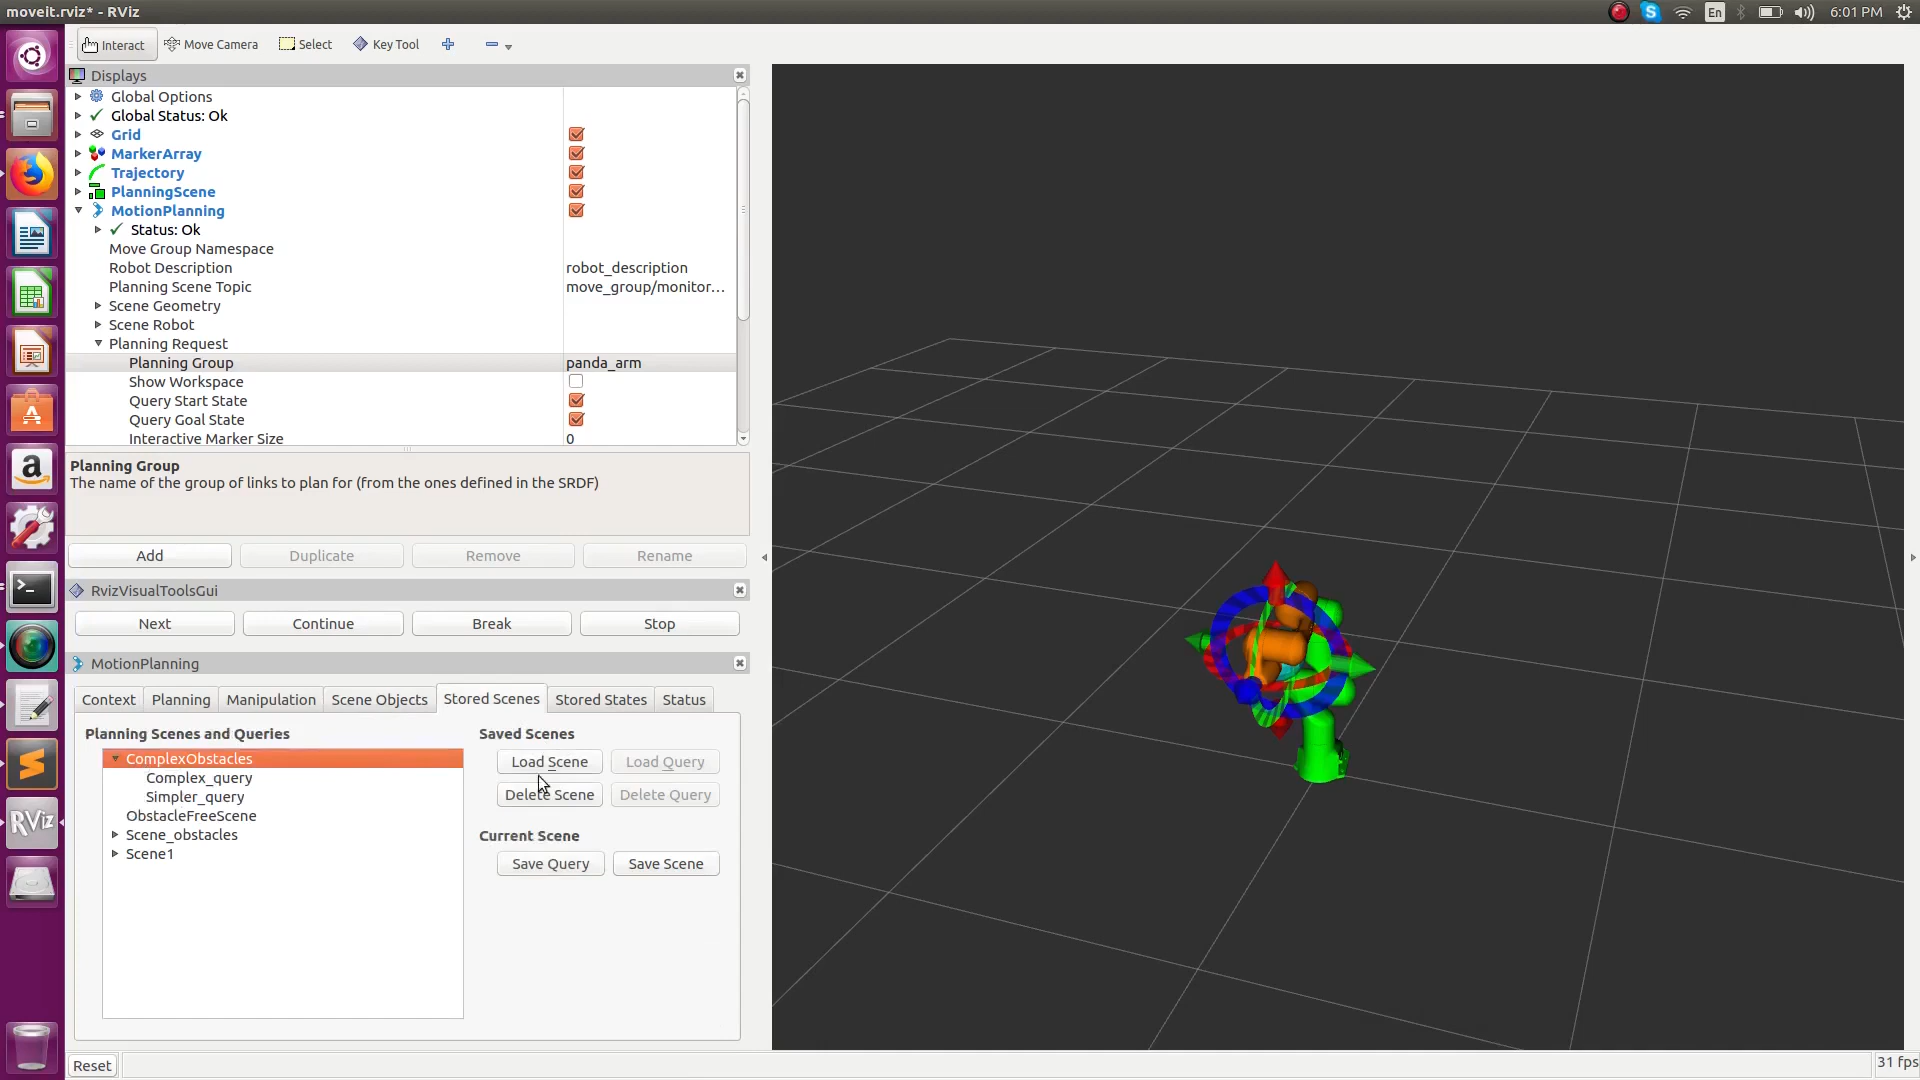 moveit.rviz* - RViz
En
6:01 PM
Interact
Move Camera
Select
Key Tool
Displays
Global Options
Global Status: Ok
Grid
MarkerArray
Trajectory
PlanningScene
MotionPlanning
Status: Ok
Move Group Namespace
Robot Description robot_description
Planning Scene Topic move_group/monitor...
Scene Geometry
Scene Robot
Planning Request
Planning Group panda_arm
Show Workspace
Query Start State
Query Goal State
Interactive Marker Size 0
Planning Group
The name of the group of links to plan for (from the ones defined in the SRDF)
Add Duplicate Remove Rename
RvizVisualToolsGui
Next Continue Break Stop
MotionPlanning
Context Planning Manipulation Scene Objects Stored Scenes Stored States Status
Planning Scenes and Queries
ComplexObstacles
Complex_query
Simpler_query
ObstacleFreeScene
Scene_obstacles
Scene1
Saved Scenes
Load Scene Load Query
Delete Scene Delete Query
Current Scene
Save Query Save Scene
RViz
Reset
31 fps